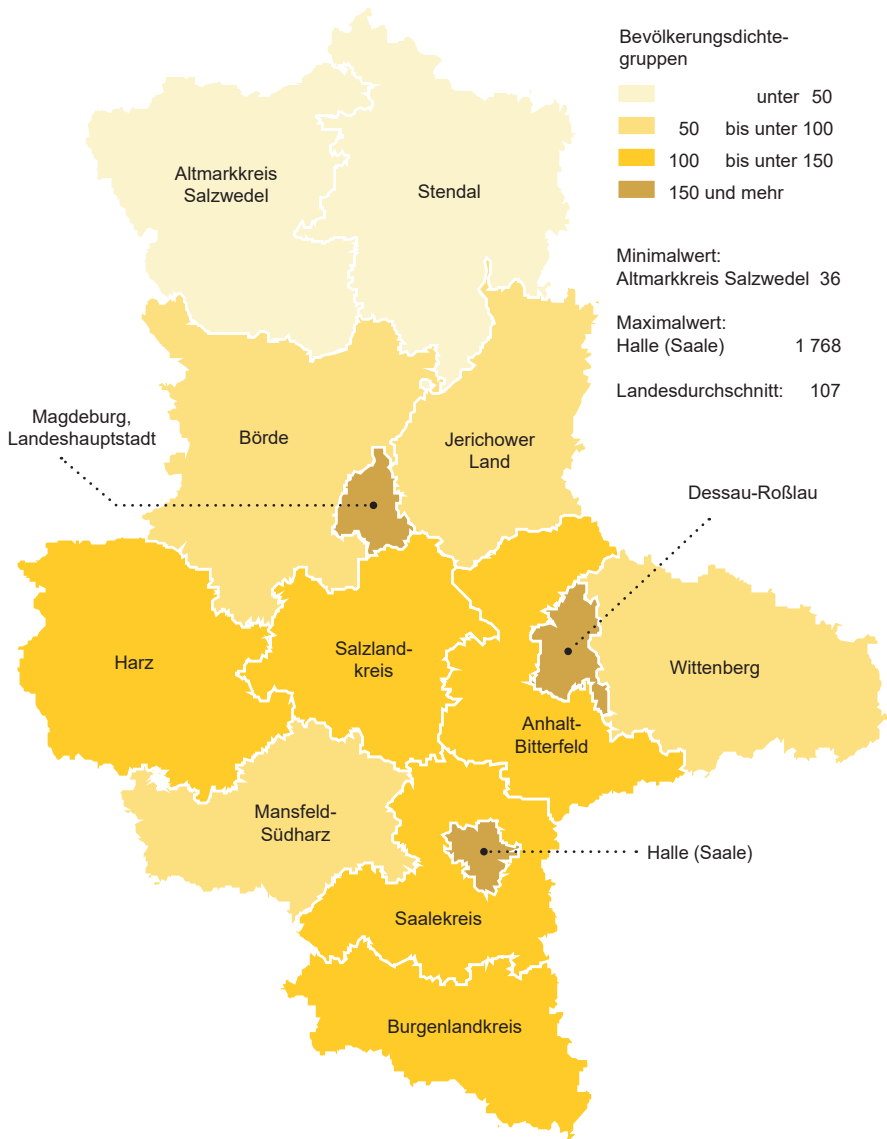 Bevölkerungsdichte-
gruppen
unter 50
50 bis unter 100
100 bis unter 150
150 und mehr
Minimalwert:
Altmarkkreis Salzwedel 36
Maximalwert:
Halle (Saale) 1 768
Landesdurchschnitt: 107
Altmarkkreis
Salzwedel
Stendal
Magdeburg,
Landeshauptstadt
Börde
Jerichower
Land
Dessau-Roßlau
Harz
Salzland-
kreis
Wittenberg
Anhalt-
Bitterfeld
Mansfeld-
Südharz
Halle (Saale)
Saalekreis
Burgenlandkreis